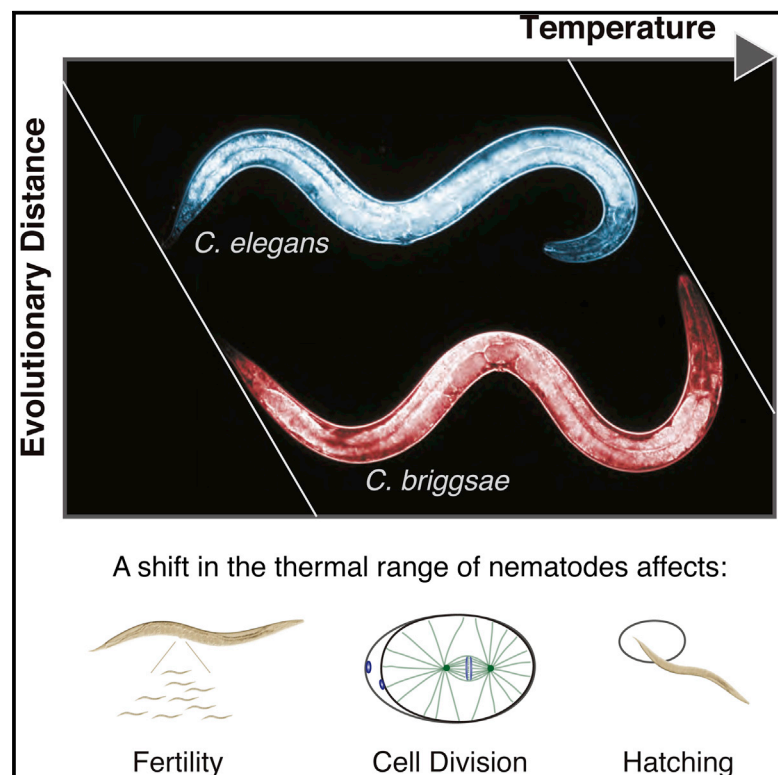 Temperature
Evolutionary Distance
C. elegans
C. briggsae
A shift in the thermal range of nematodes affects:
Fertility
Cell Division
Hatching